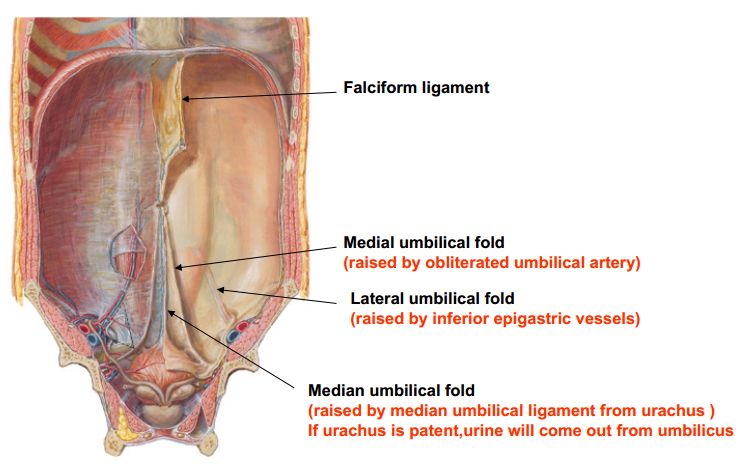 Falciform ligament
Medial umbilical fold
(raised by obliterated umbilical artery)
Lateral umbilical fold
(raised by inferior epigastric vessels)
Median umbilical fold
(raised by median umbilical ligament from urachus )
If urachus is patent,urine will come out from umbilicus